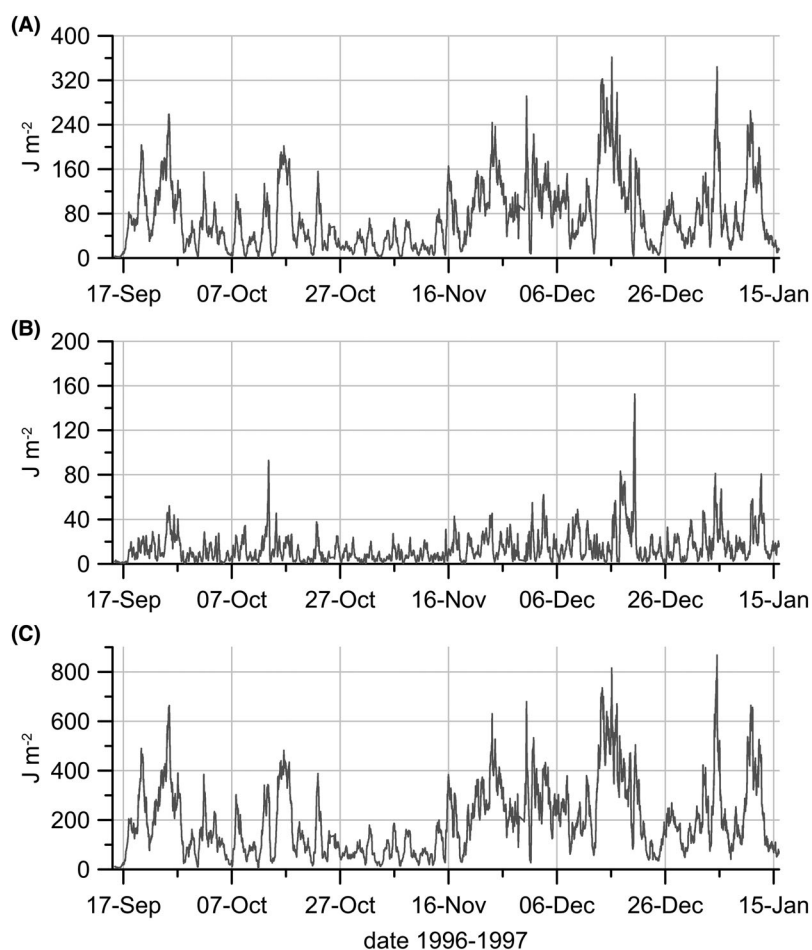 (A)
400
320
240
160
80
0
J m-2
17-Sep 07-Oct 27-Oct 16-Nov 06-Dec 26-Dec 15-Jan
(B)
200
160
120
80
40
0
J m-2
17-Sep 07-Oct 27-Oct 16-Nov 06-Dec 26-Dec 15-Jan
(C)
800
600
400
200
0
J m-2
17-Sep 07-Oct 27-Oct 16-Nov 06-Dec 26-Dec 15-Jan
date 1996-1997